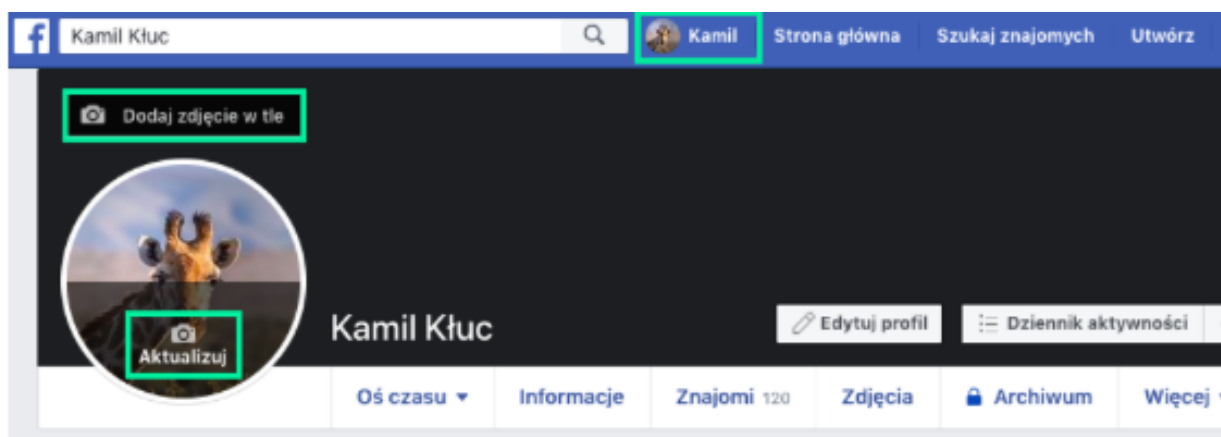 Kamil Kłuc
Kamil Strona główna Szukaj znajomych Utwórz
Dodaj zdjęcie w tle
Aktualizuj
Kamil Kłuc
Edytuj profil Dziennik aktywności
Oś czasu Informacje Znajomi 120 Zdjęcia Archiwum Więcej